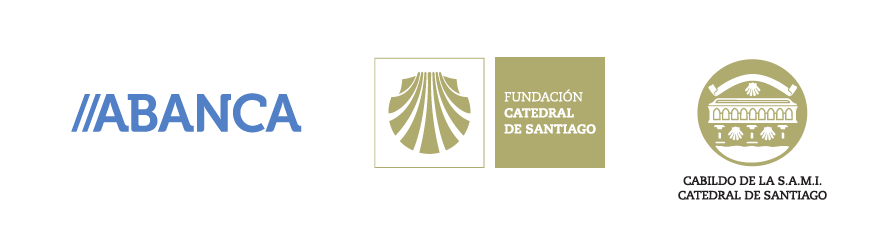 //ABANCA
FUNDACIÓN
CATEDRAL
DE SANTIAGO
CABILDO DE LA S.A.M.I.
CATEDRAL DE SANTIAGO